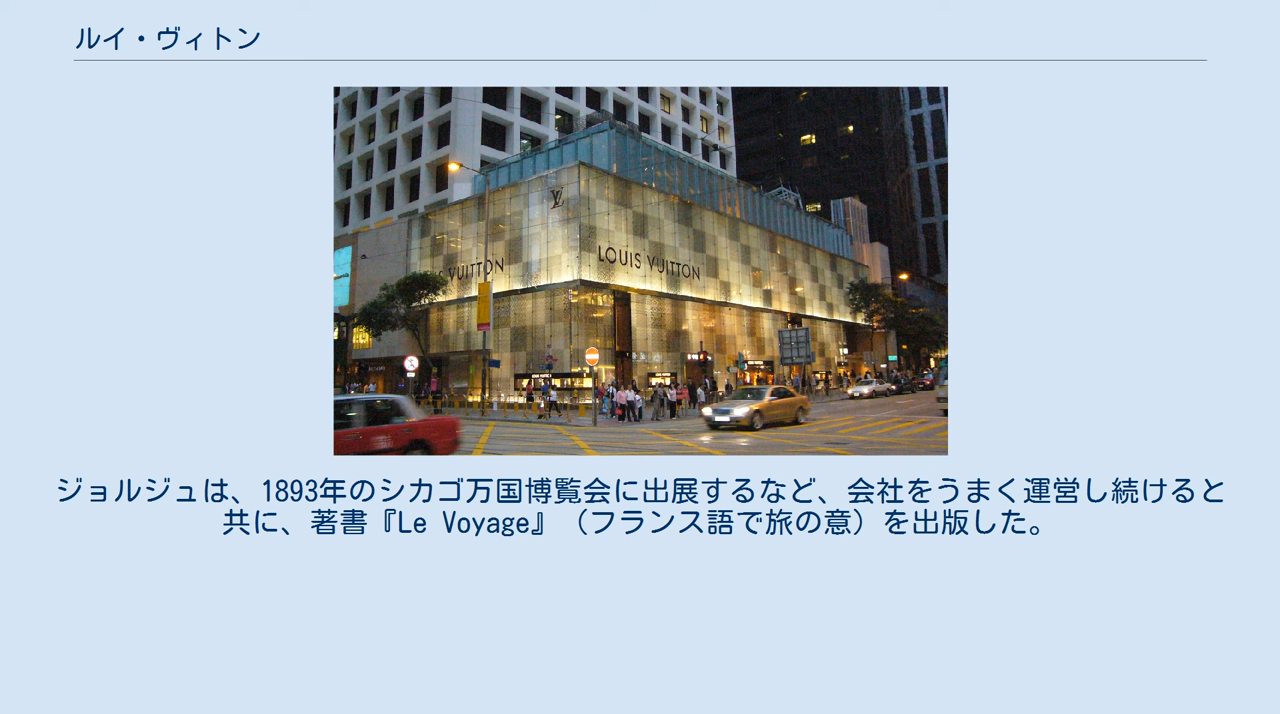 ルイ・ヴィトン
LOUIS VUITTON
VUITTON
ジョルジュは、1893年のシカゴ万国博覧会に出展するなど、会社をうまく運営し続けると
共に、著書『Le Voyage』（フランス語で旅の意）を出版した。